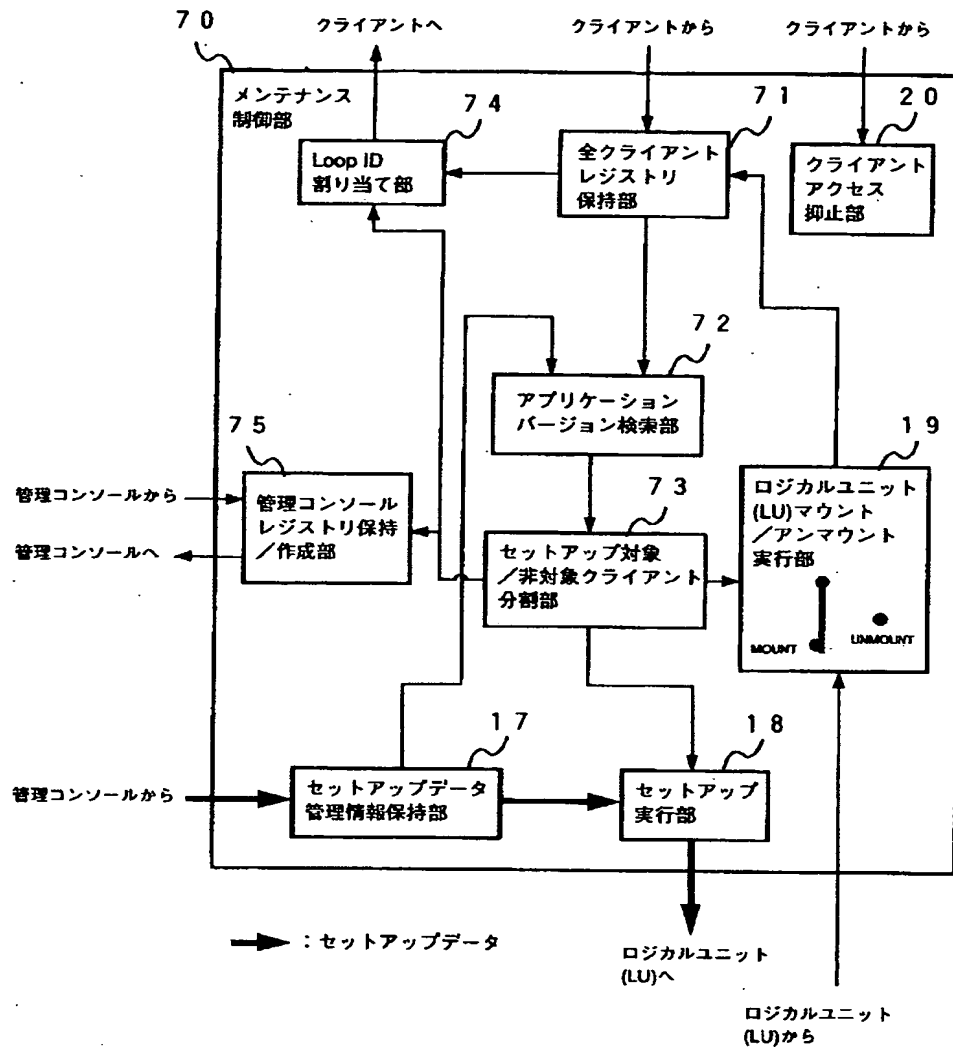 ７０
クライアントへ
クライアントから
クライアントから
メンテナンス
制御部
７４
７１
２０
Loop ID
割り当て部
全クライアント
レジストリ
保持部
クライアント
アクセス
抑止部
７２
アプリケーション
バージョン検索部
７５
１９
管理コンソールから
管理コンソールへ
管理コンソール
レジストリ保持
／作成部
７３
セットアップ対象
／非対象クライアント
分割部
ロジカルユニット
(LU)マウント
／アンマウント
実行部
MOUNT
UNMOUNT
１７
１８
管理コンソールから
セットアップデータ
管理情報保持部
セットアップ
実行部
：セットアップデータ
ロジカルユニット
(LU)へ
ロジカルユニット
(LU)から